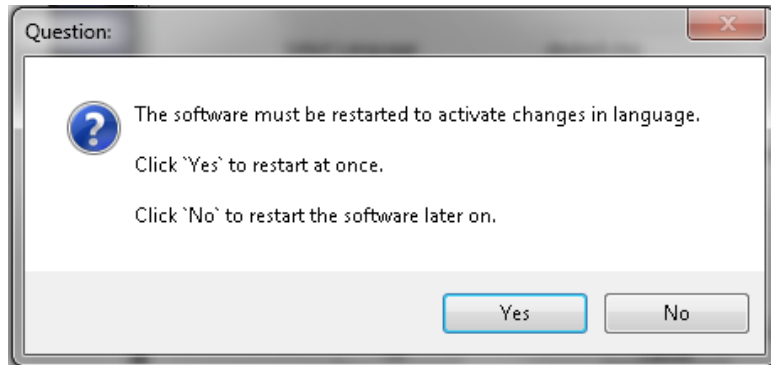 Question:
The software must be restarted to activate changes in language.
Click `Yes` to restart at once.
Click `No` to restart the software later on.
Yes
No